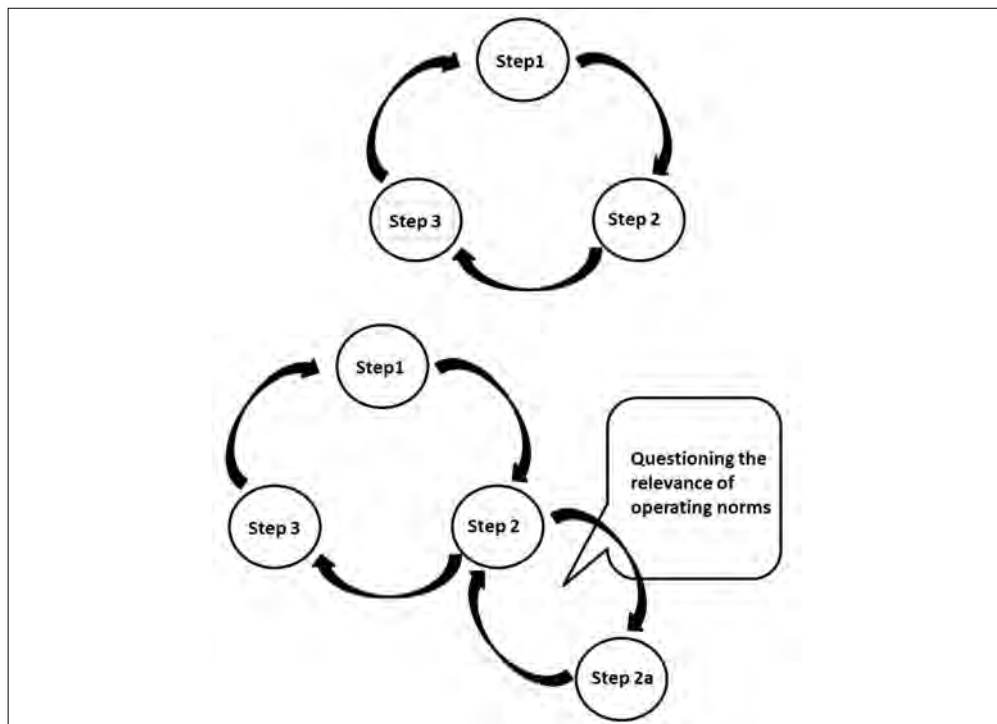 Step1
Step 3
Step 2
Step1
Questioning the
relevance of
operating norms
Step 3
Step 2
Step 2a